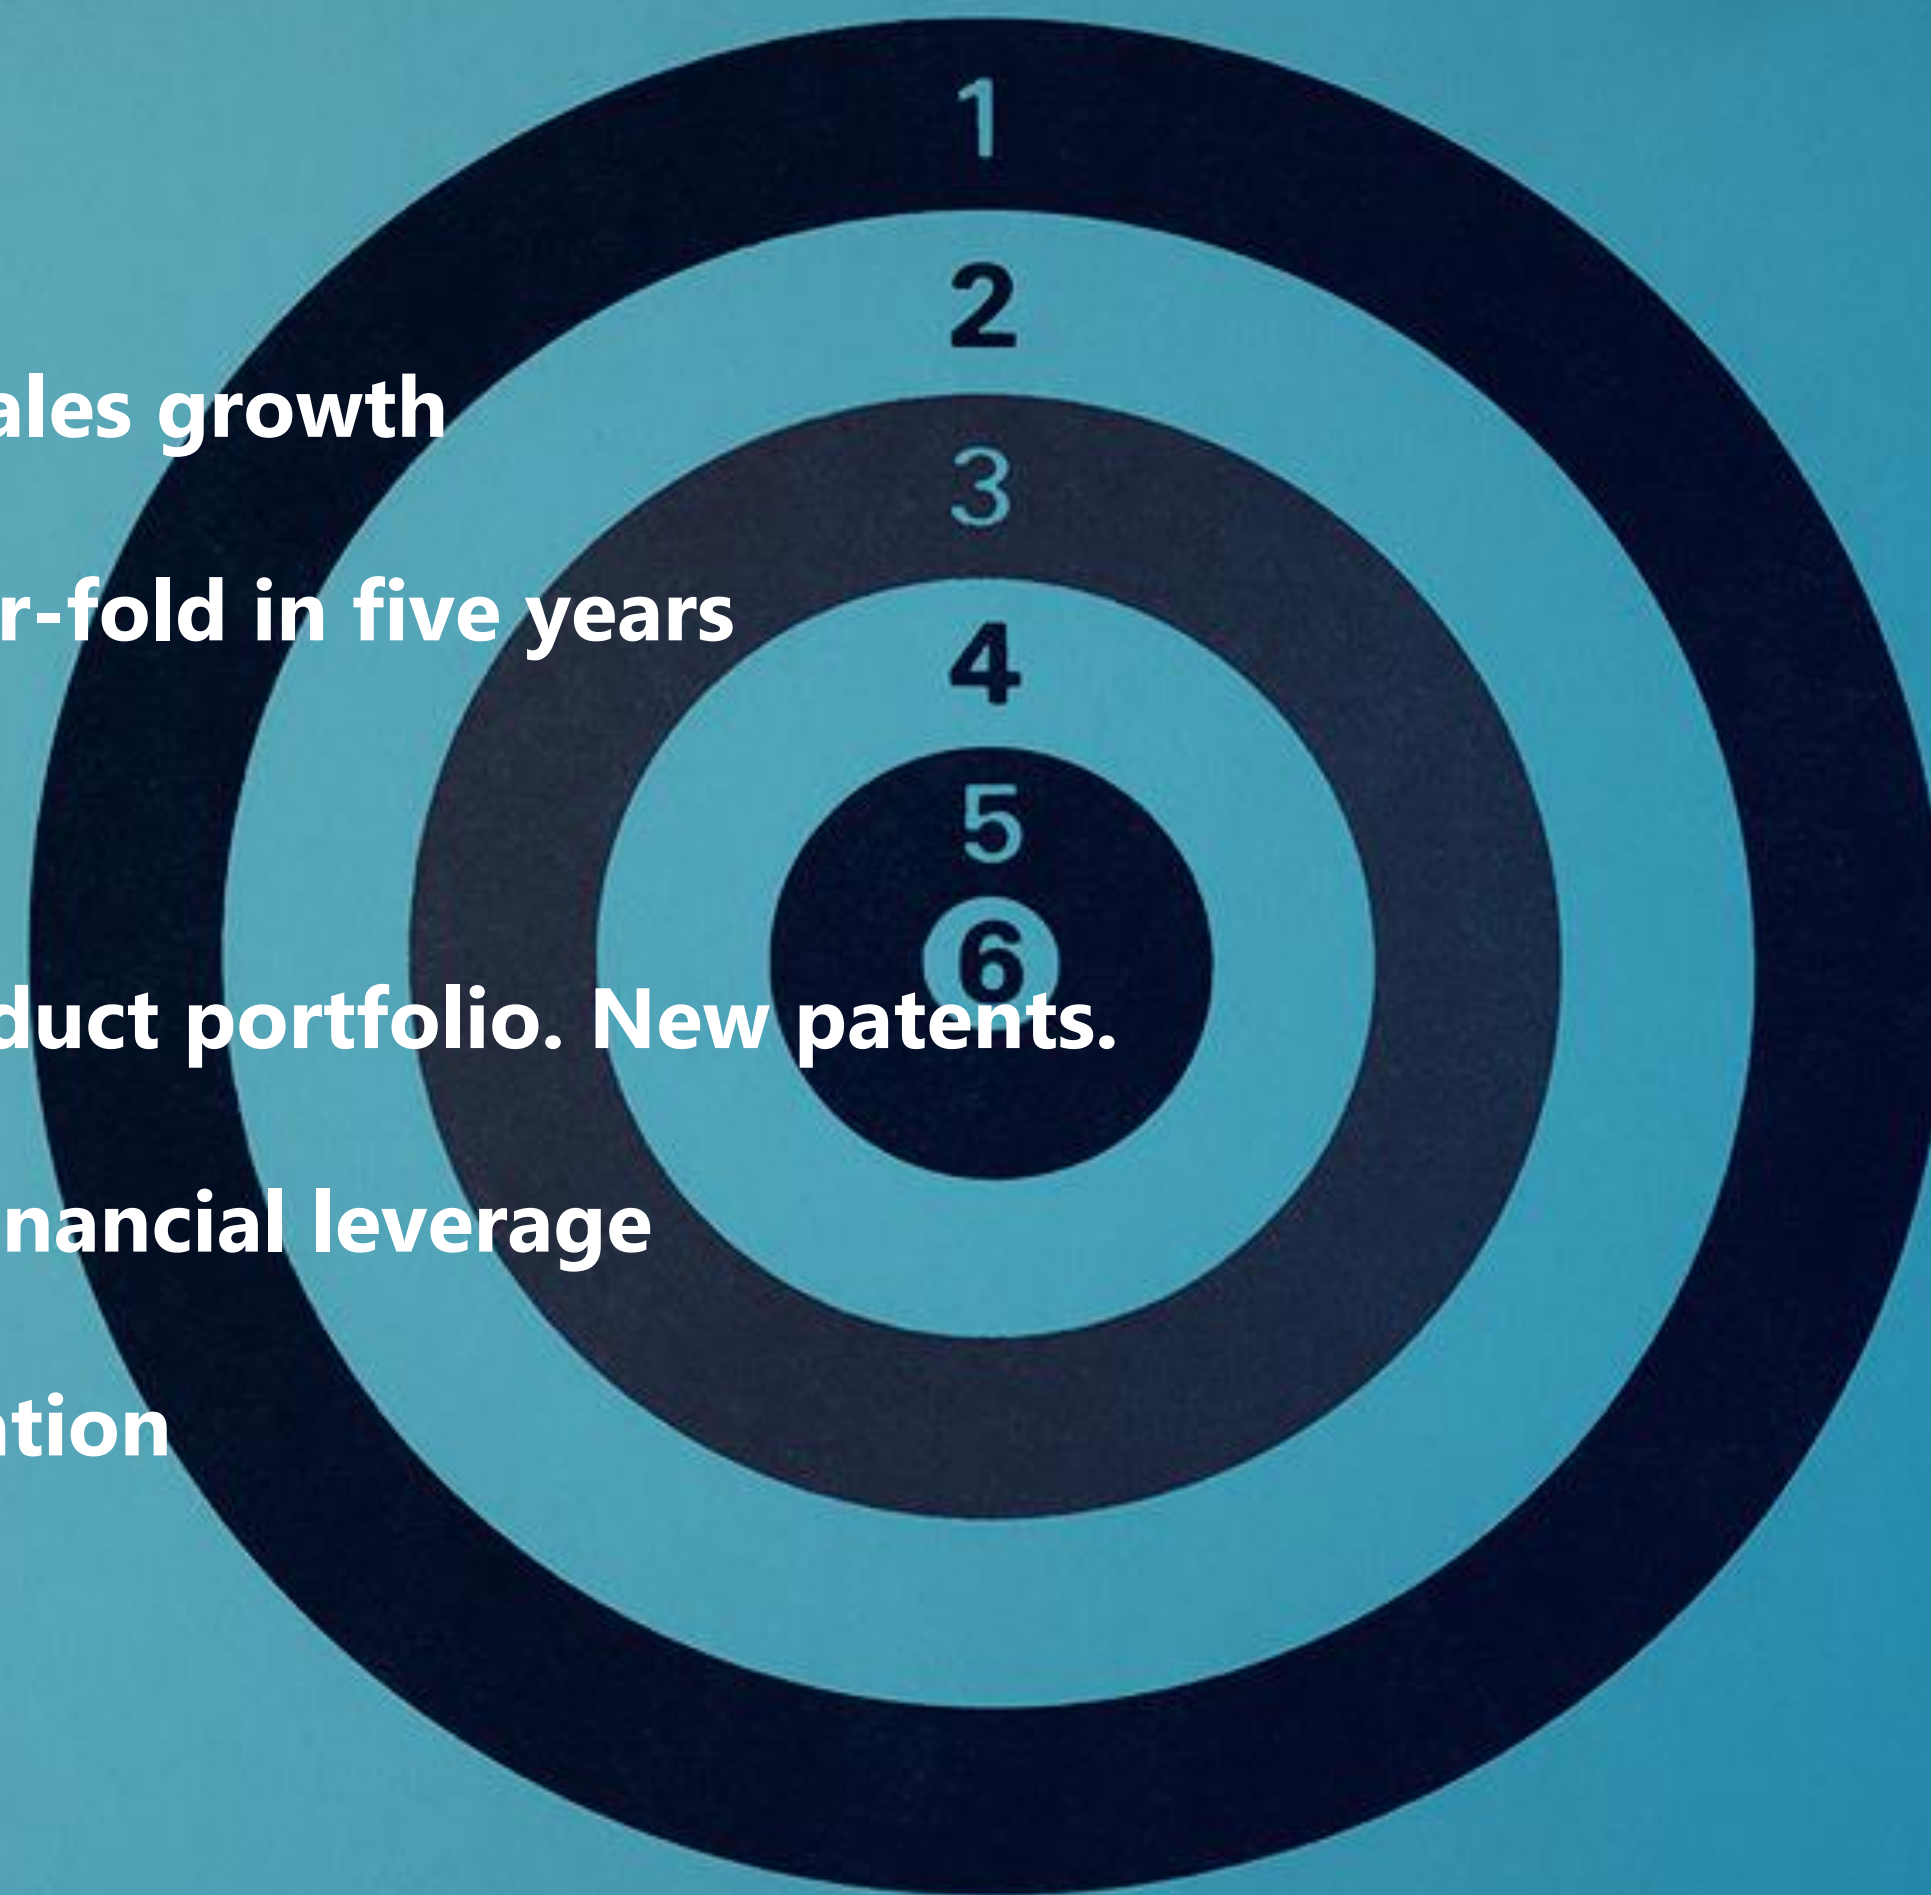 1
2
ales growth
3
r-fold in five years
4
5
6
duct portfolio. New patents.
nancial leverage
ation